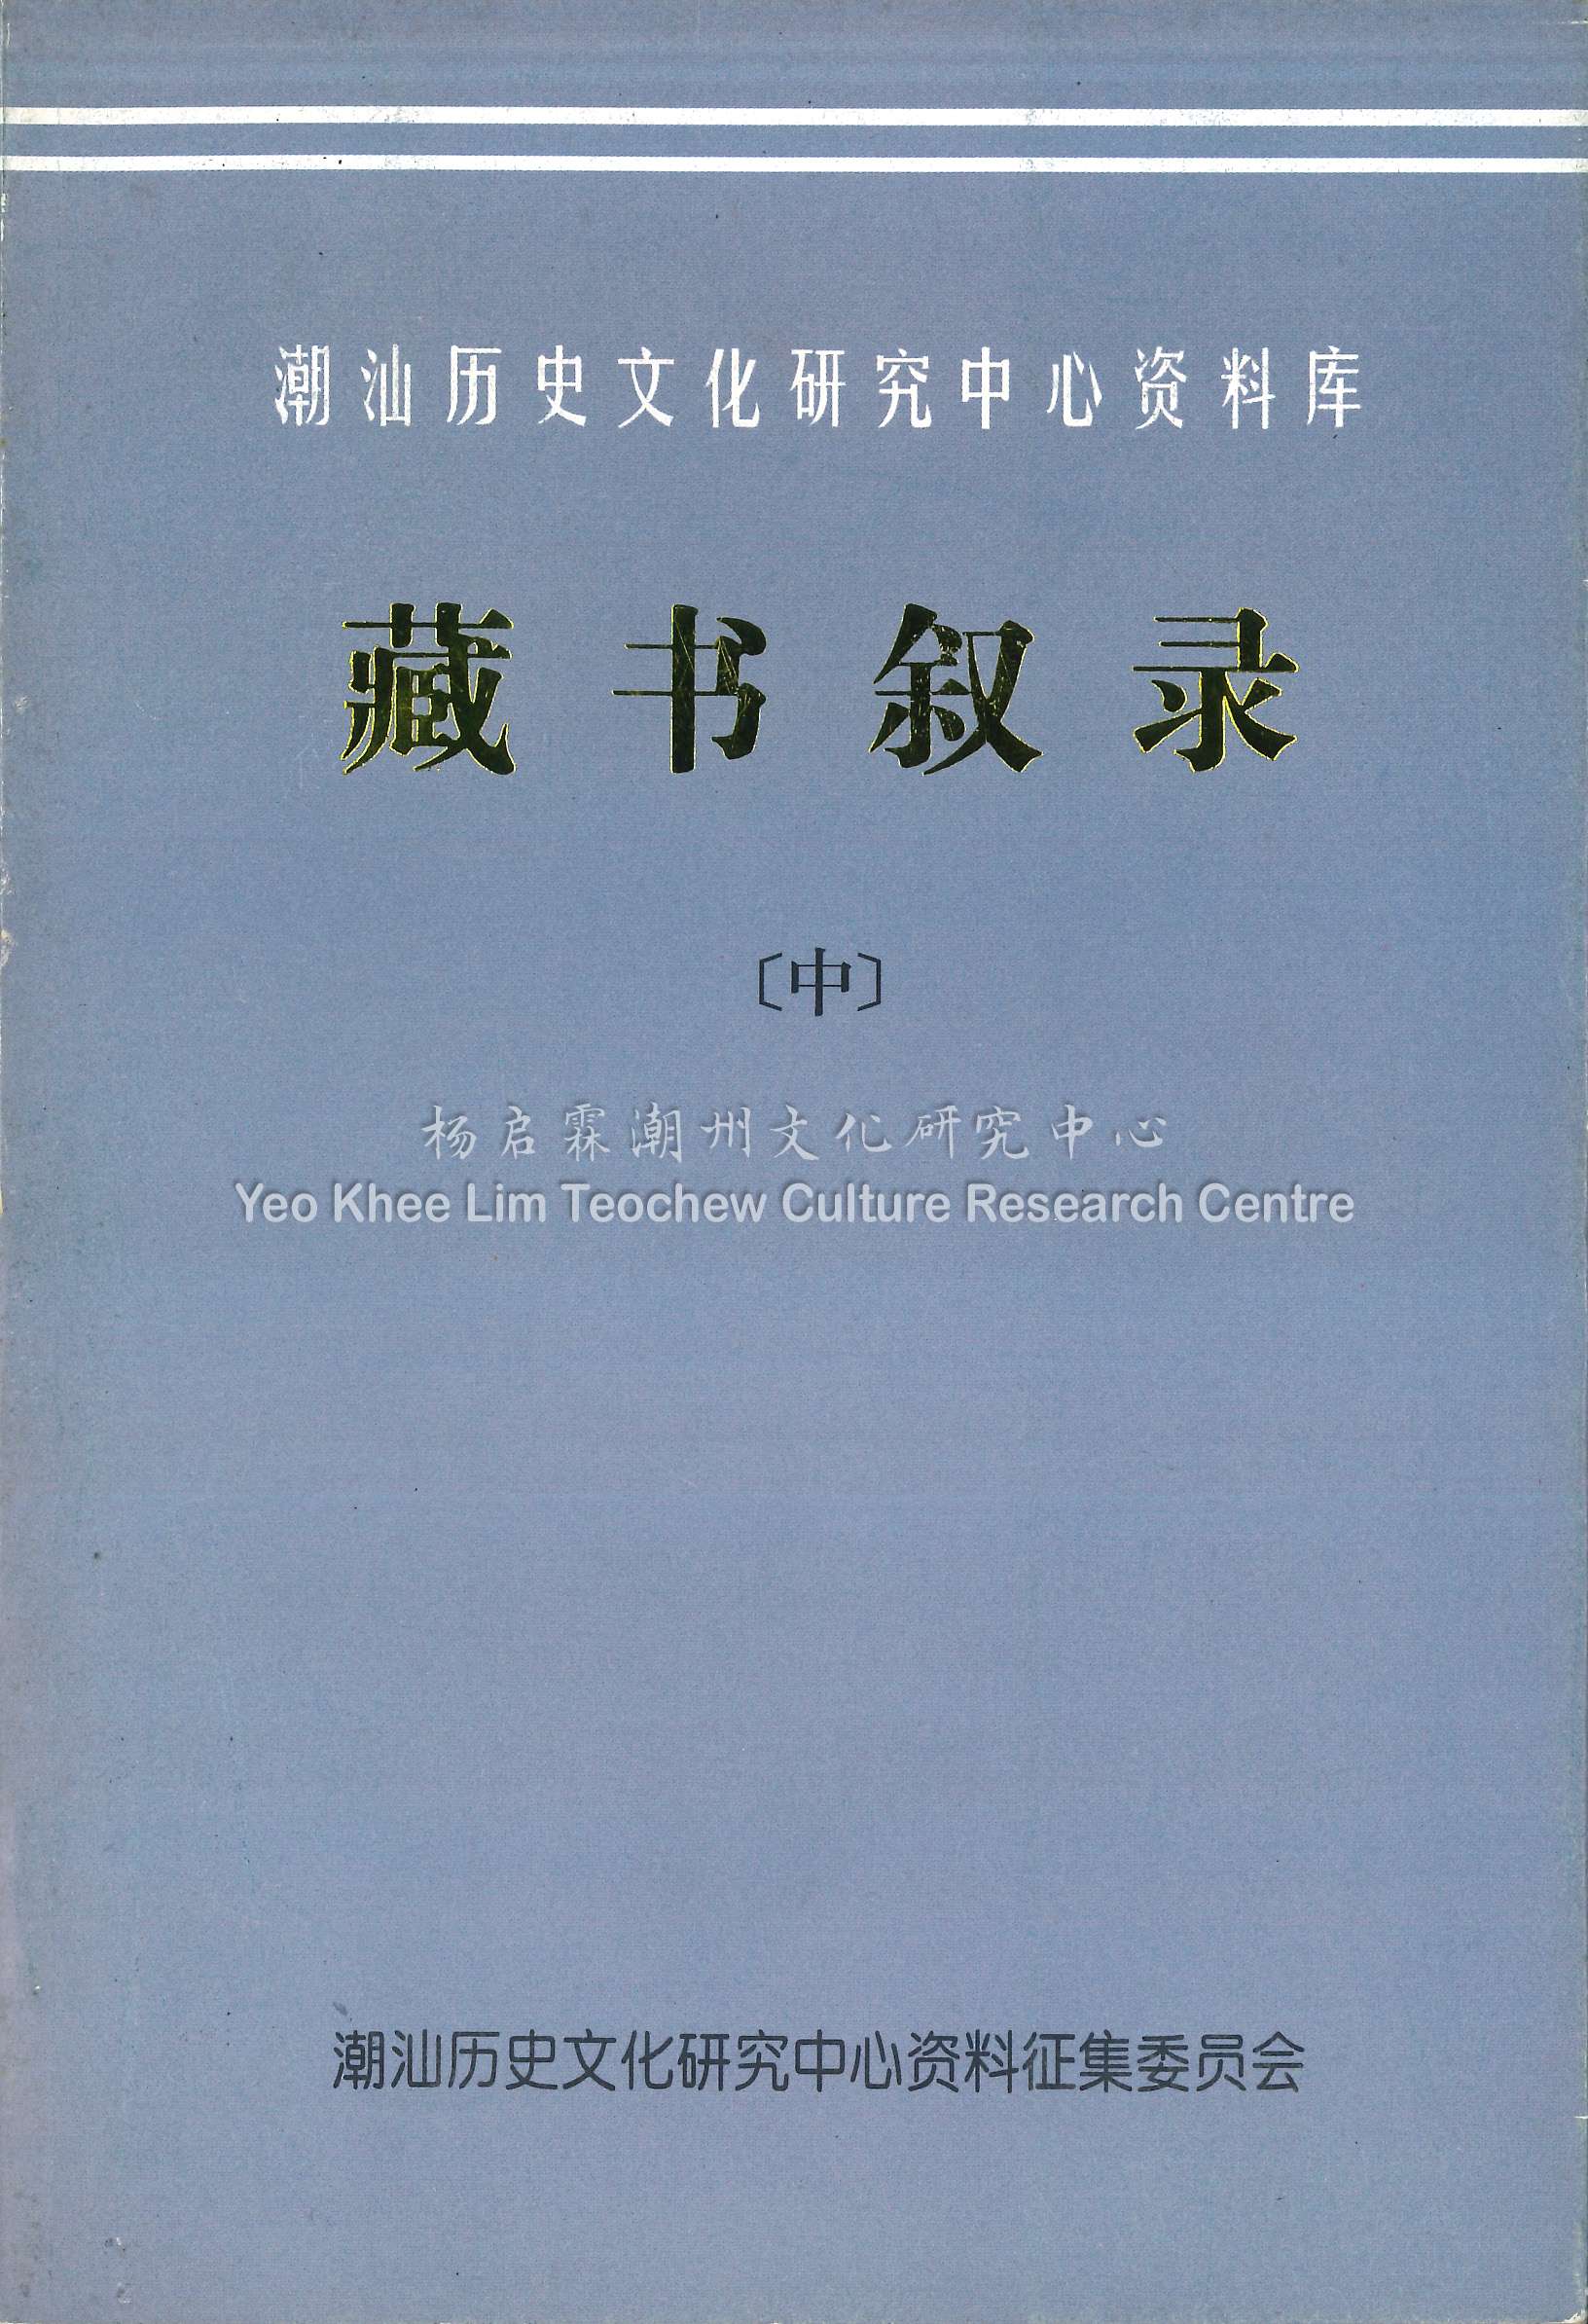 潮汕历史文化研究中心资料库
藏书叙录
〔中〕
杨启霖潮州文化研究中心
Yeo Khee Lim Teochew Culture Research Centre
潮汕历史文化研究中心资料征集委员会